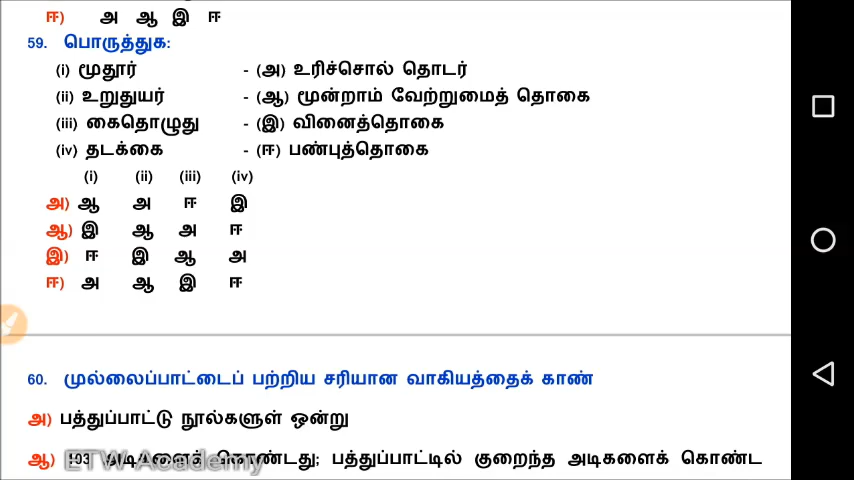 ஈ) அ ஆ இ ஈ
59. பொருத்துக:
(i) மூதூர் - (அ) உரிச்சொல் தொடர்
(ii) உறுதுயர் - (ஆ) மூன்றாம் வேற்றுமைத் தொகை
(iii) கைதொழுது - (இ) வினைத்தொகை
(iv) தடக்கை - (ஈ) பண்புத்தொகை
(i) (ii) (iii) (iv)
அ) ஆ அ ஈ இ
ஆ) இ ஆ அ ஈ
இ) ஈ இ ஆ அ
ஈ) அ ஆ இ ஈ
60. முல்லைப்பாட்டைப் பற்றிய சரியான வாகியத்தைக் காண்
அ) பத்துப்பாட்டு நூல்களுள் ஒன்று
ஆ) 103 அடிகளைக் கொண்டது; பத்துப்பாட்டில் குறைந்த அடிகளைக் கொண்ட
ETW Academy